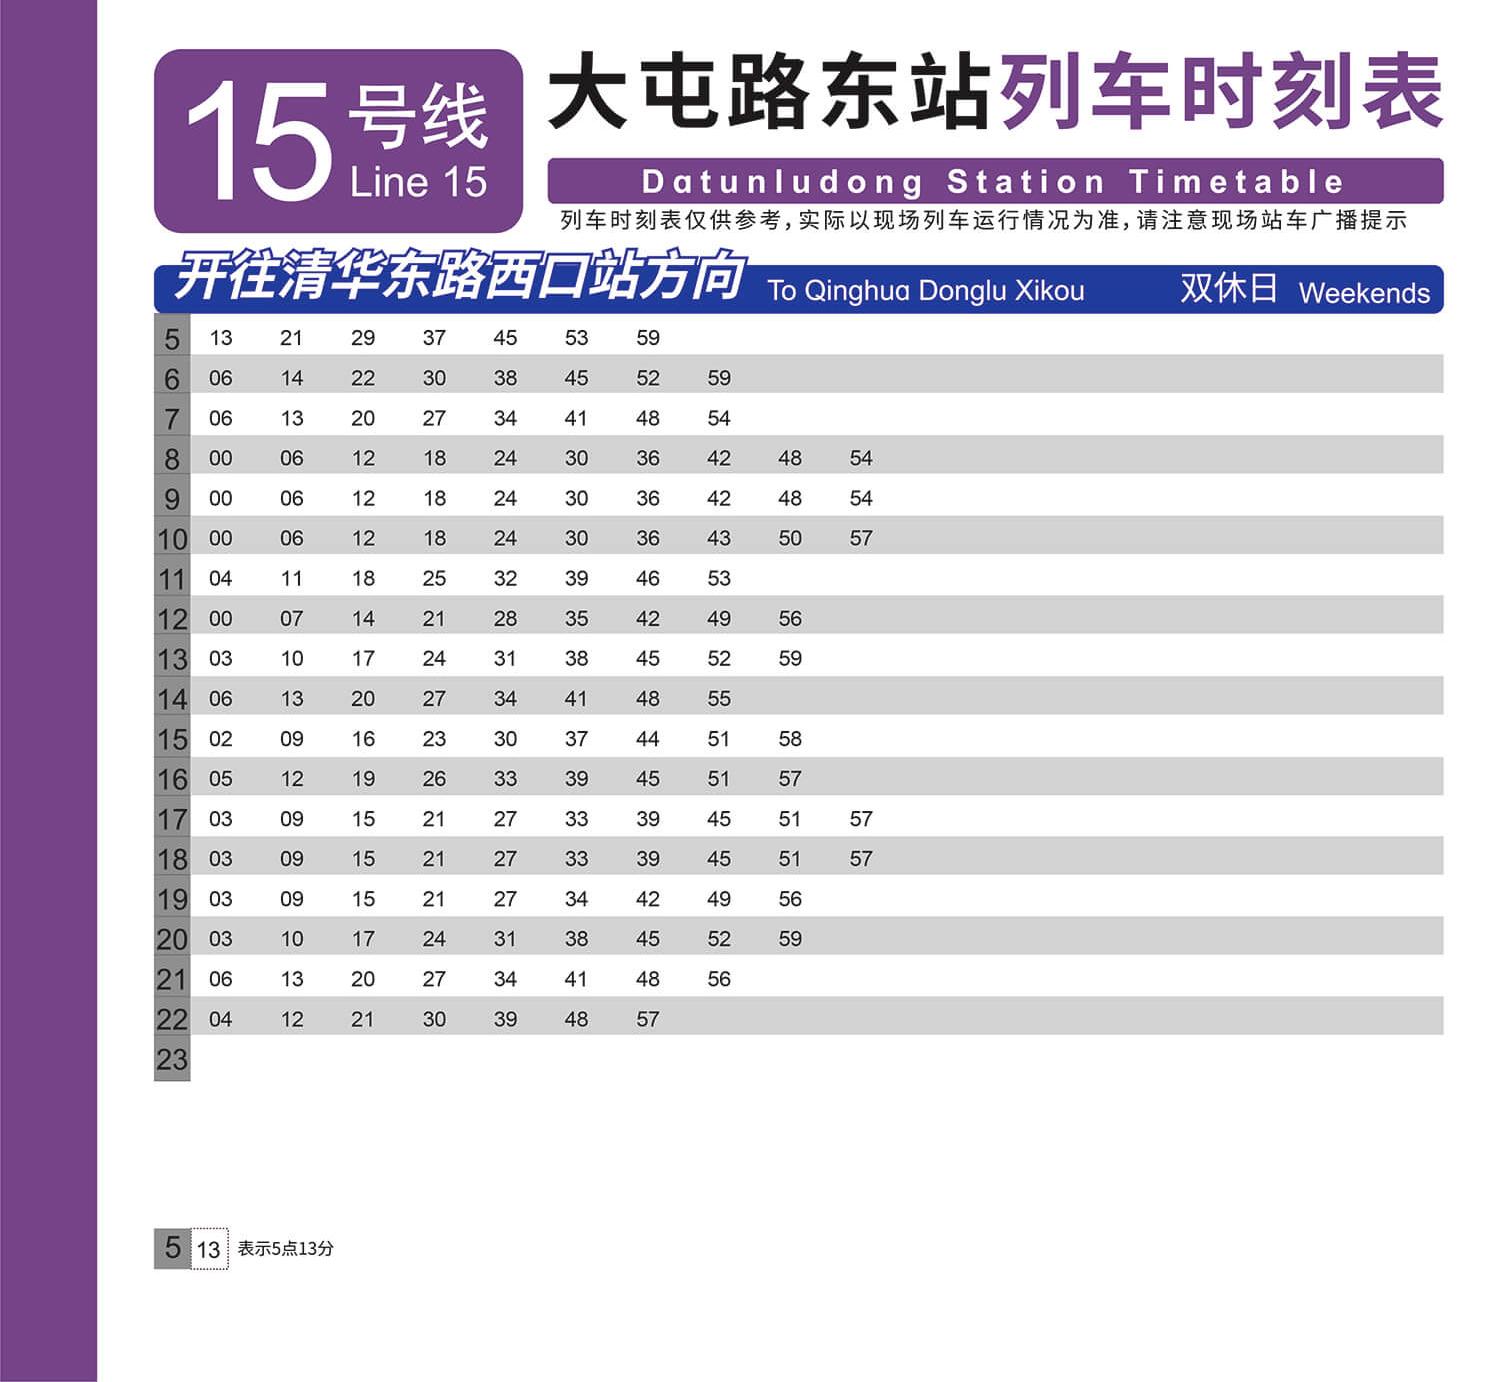 15号线
Line 15
大屯路东站列车时刻表
Datunludong Station Timetable
列车时刻表仅供参考,实际以现场列车运行情况为准,请注意现场站车广播提示
开往清华东路西口站方向 To Qinghua Donglu Xikou 双休日 Weekends
5 13 21 29 37 45 53 59
6 06 14 22 30 38 45 52 59
7 06 13 20 27 34 41 48 54
8 00 06 12 18 24 30 36 42 48 54
9 00 06 12 18 24 30 36 42 48 54
10 00 06 12 18 24 30 36 43 50 57
11 04 11 18 25 32 39 46 53
12 00 07 14 21 28 35 42 49 56
13 03 10 17 24 31 38 45 52 59
14 06 13 20 27 34 41 48 55
15 02 09 16 23 30 37 44 51 58
16 05 12 19 26 33 39 45 51 57
17 03 09 15 21 27 33 39 45 51 57
18 03 09 15 21 27 33 39 45 51 57
19 03 09 15 21 27 34 42 49 56
20 03 10 17 24 31 38 45 52 59
21 06 13 20 27 34 41 48 56
22 04 12 21 30 39 48 57
23
5 13 表示5点13分